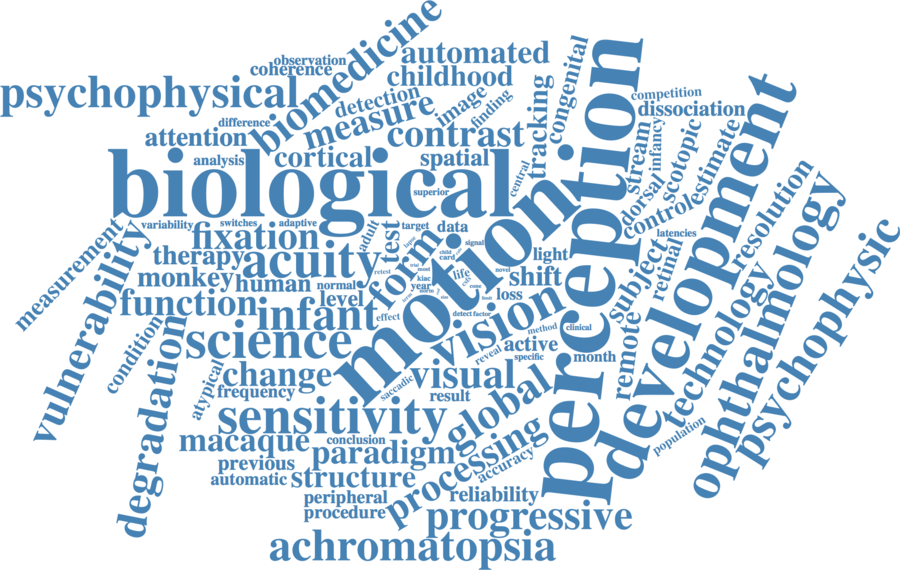 observation
coherence
biomedicine
automated
childhood
congenital
psychophysical
detection
image
finding
tracking
competition
dissociation
difference
attention
measure
contrast
perception
development
analysis
cortical
spatial
central
stream
dorsal
infancy
scotopic
estimate
control
biological
superior
motion
resolution
measurement
vulnerability
variability
switches
adaptive
adult
test
target
data
latencies
fixation
therapy
acuity
form
signal
light
subject
retinal
ophthalmology
psychophysic
monkey
human
normal
retest
child
card
life
novel
shift
technology
function
infant
level
year
loss
effect
detect
factor
vision
method
clinical
remote
condition
degradation
science
reveal
active
specific
month
atypical
change
frequency
saccadic
visual
result
global
sensitivity
macaque
conclusion
paradigm
processing
accuracy
population
previous
automatic
structure
peripheral
procedure
reliability
progressive
achromatopsia